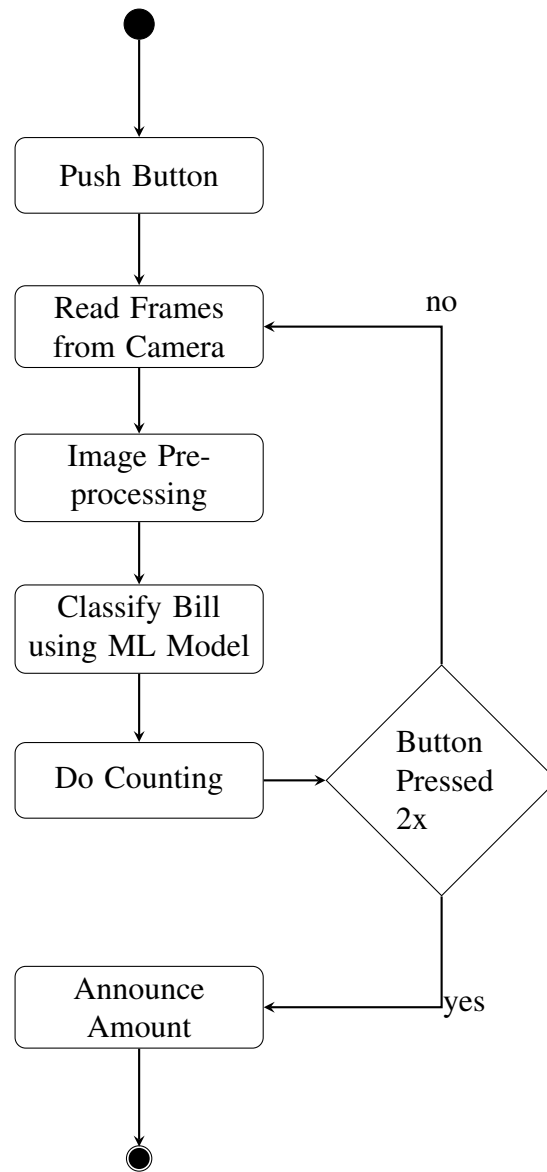 Push Button
Read Frames
from Camera
no
Image Pre-
processing
Classify Bill
using ML Model
Do Counting
Button
Pressed
2x
Announce
Amount
yes